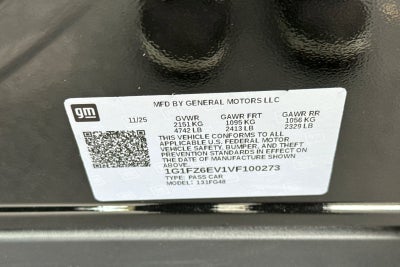 gm
MFD BY GENERAL MOTORS LLC
11/25 GVWR GAWR FRT GAWR RR
2151 KG 1095 KG 1056 KG
4742 LB 2413 LB 2329 LB
THIS VEHICLE CONFORMS TO ALL
APPLICABLE U.S. FEDERAL MOTOR
VEHICLE SAFETY, BUMPER, AND THEFT
PREVENTION STANDARDS IN EFFECT ON
THE DATE OF MANUFACTURE SHOWN
ABOVE.
1G1FZ6EV1VF100273
TYPE: PASS CAR
MODEL: 131FG48